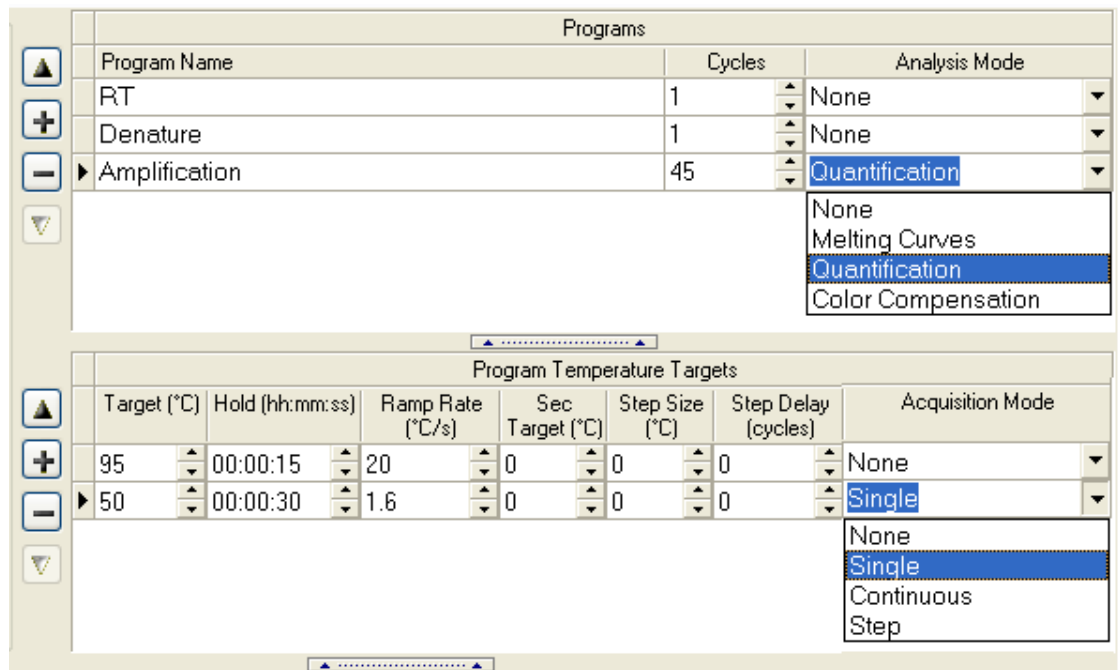 Programs
Program Name Cycles Analysis Mode
RT 1 None
Denature 1 None
Amplification 45 Quantification
None
Melting Curves
Quantification
Color Compensation
Program Temperature Targets
Target (°C) Hold (hh:mm:ss) Ramp Rate (°C/s) Sec Target (°C) Step Size (°C) Step Delay (cycles) Acquisition Mode
95 00:00:15 20 0 0 0 None
50 00:00:30 1.6 0 0 0 Single
None
Single
Continuous
Step